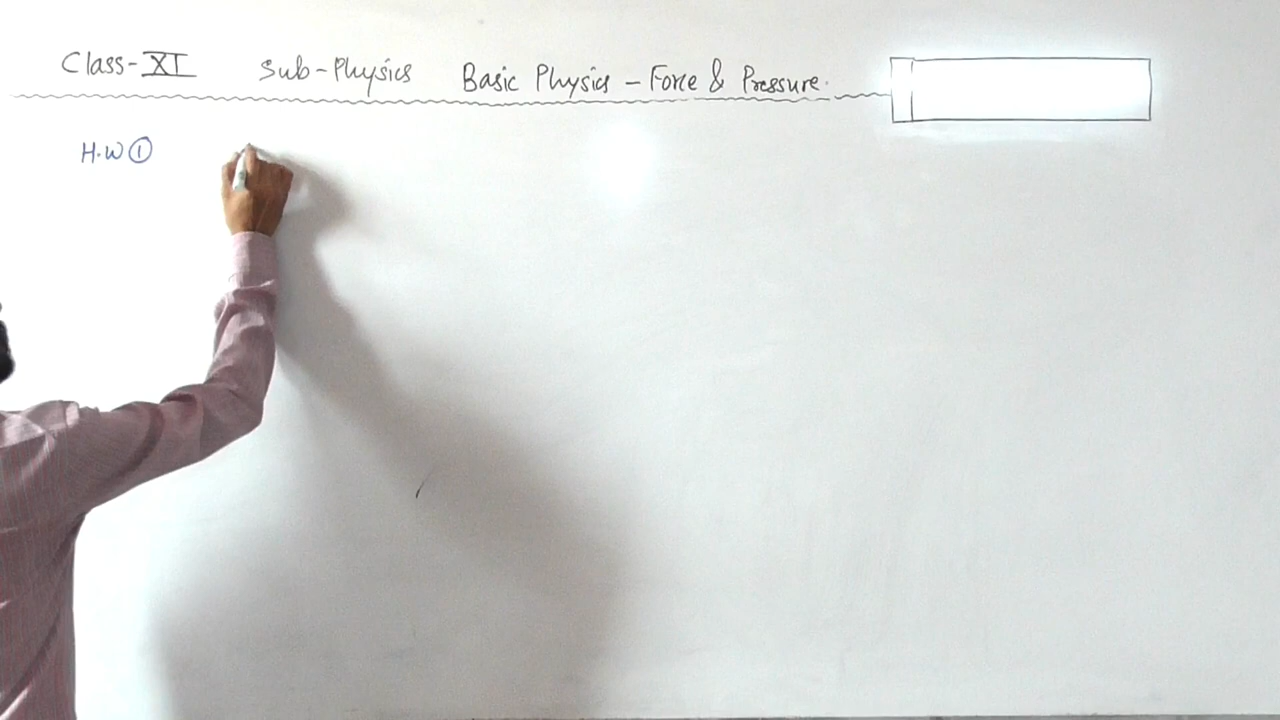 Class-XI Sub-Physics Basic Physics - Force & Pressure.
H.W ①